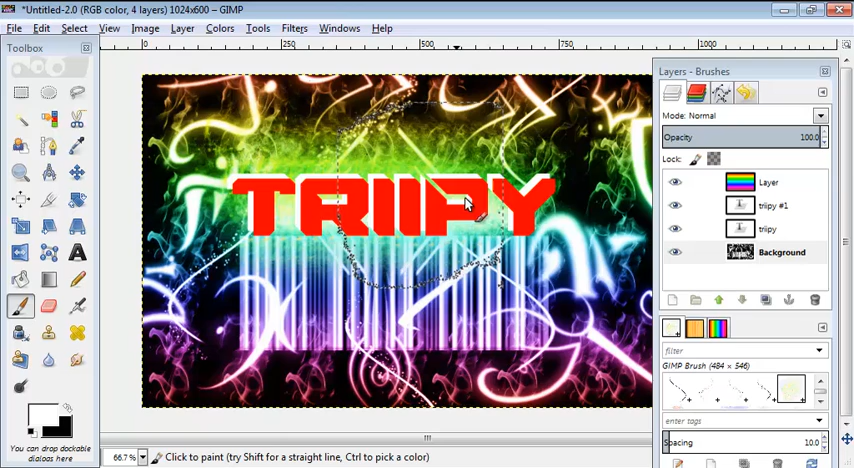 *Untitled-2.0 (RGB color, 4 layers) 1024x600 – GIMP
File Edit Select View Image Layer Colors Tools Filters Windows Help
Toolbox
0 250 500 750 1000
Layers - Brushes
Mode: Normal
Opacity 100.0
Lock:
Layer
triipy #1
triipy
Background
TRIIPY
filter
GIMP Brush (484 × 546)
enter tags
Spacing 10.0
You can drop dockable dialogs here
66.7% Click to paint (try Shift for a straight line, Ctrl to pick a color)